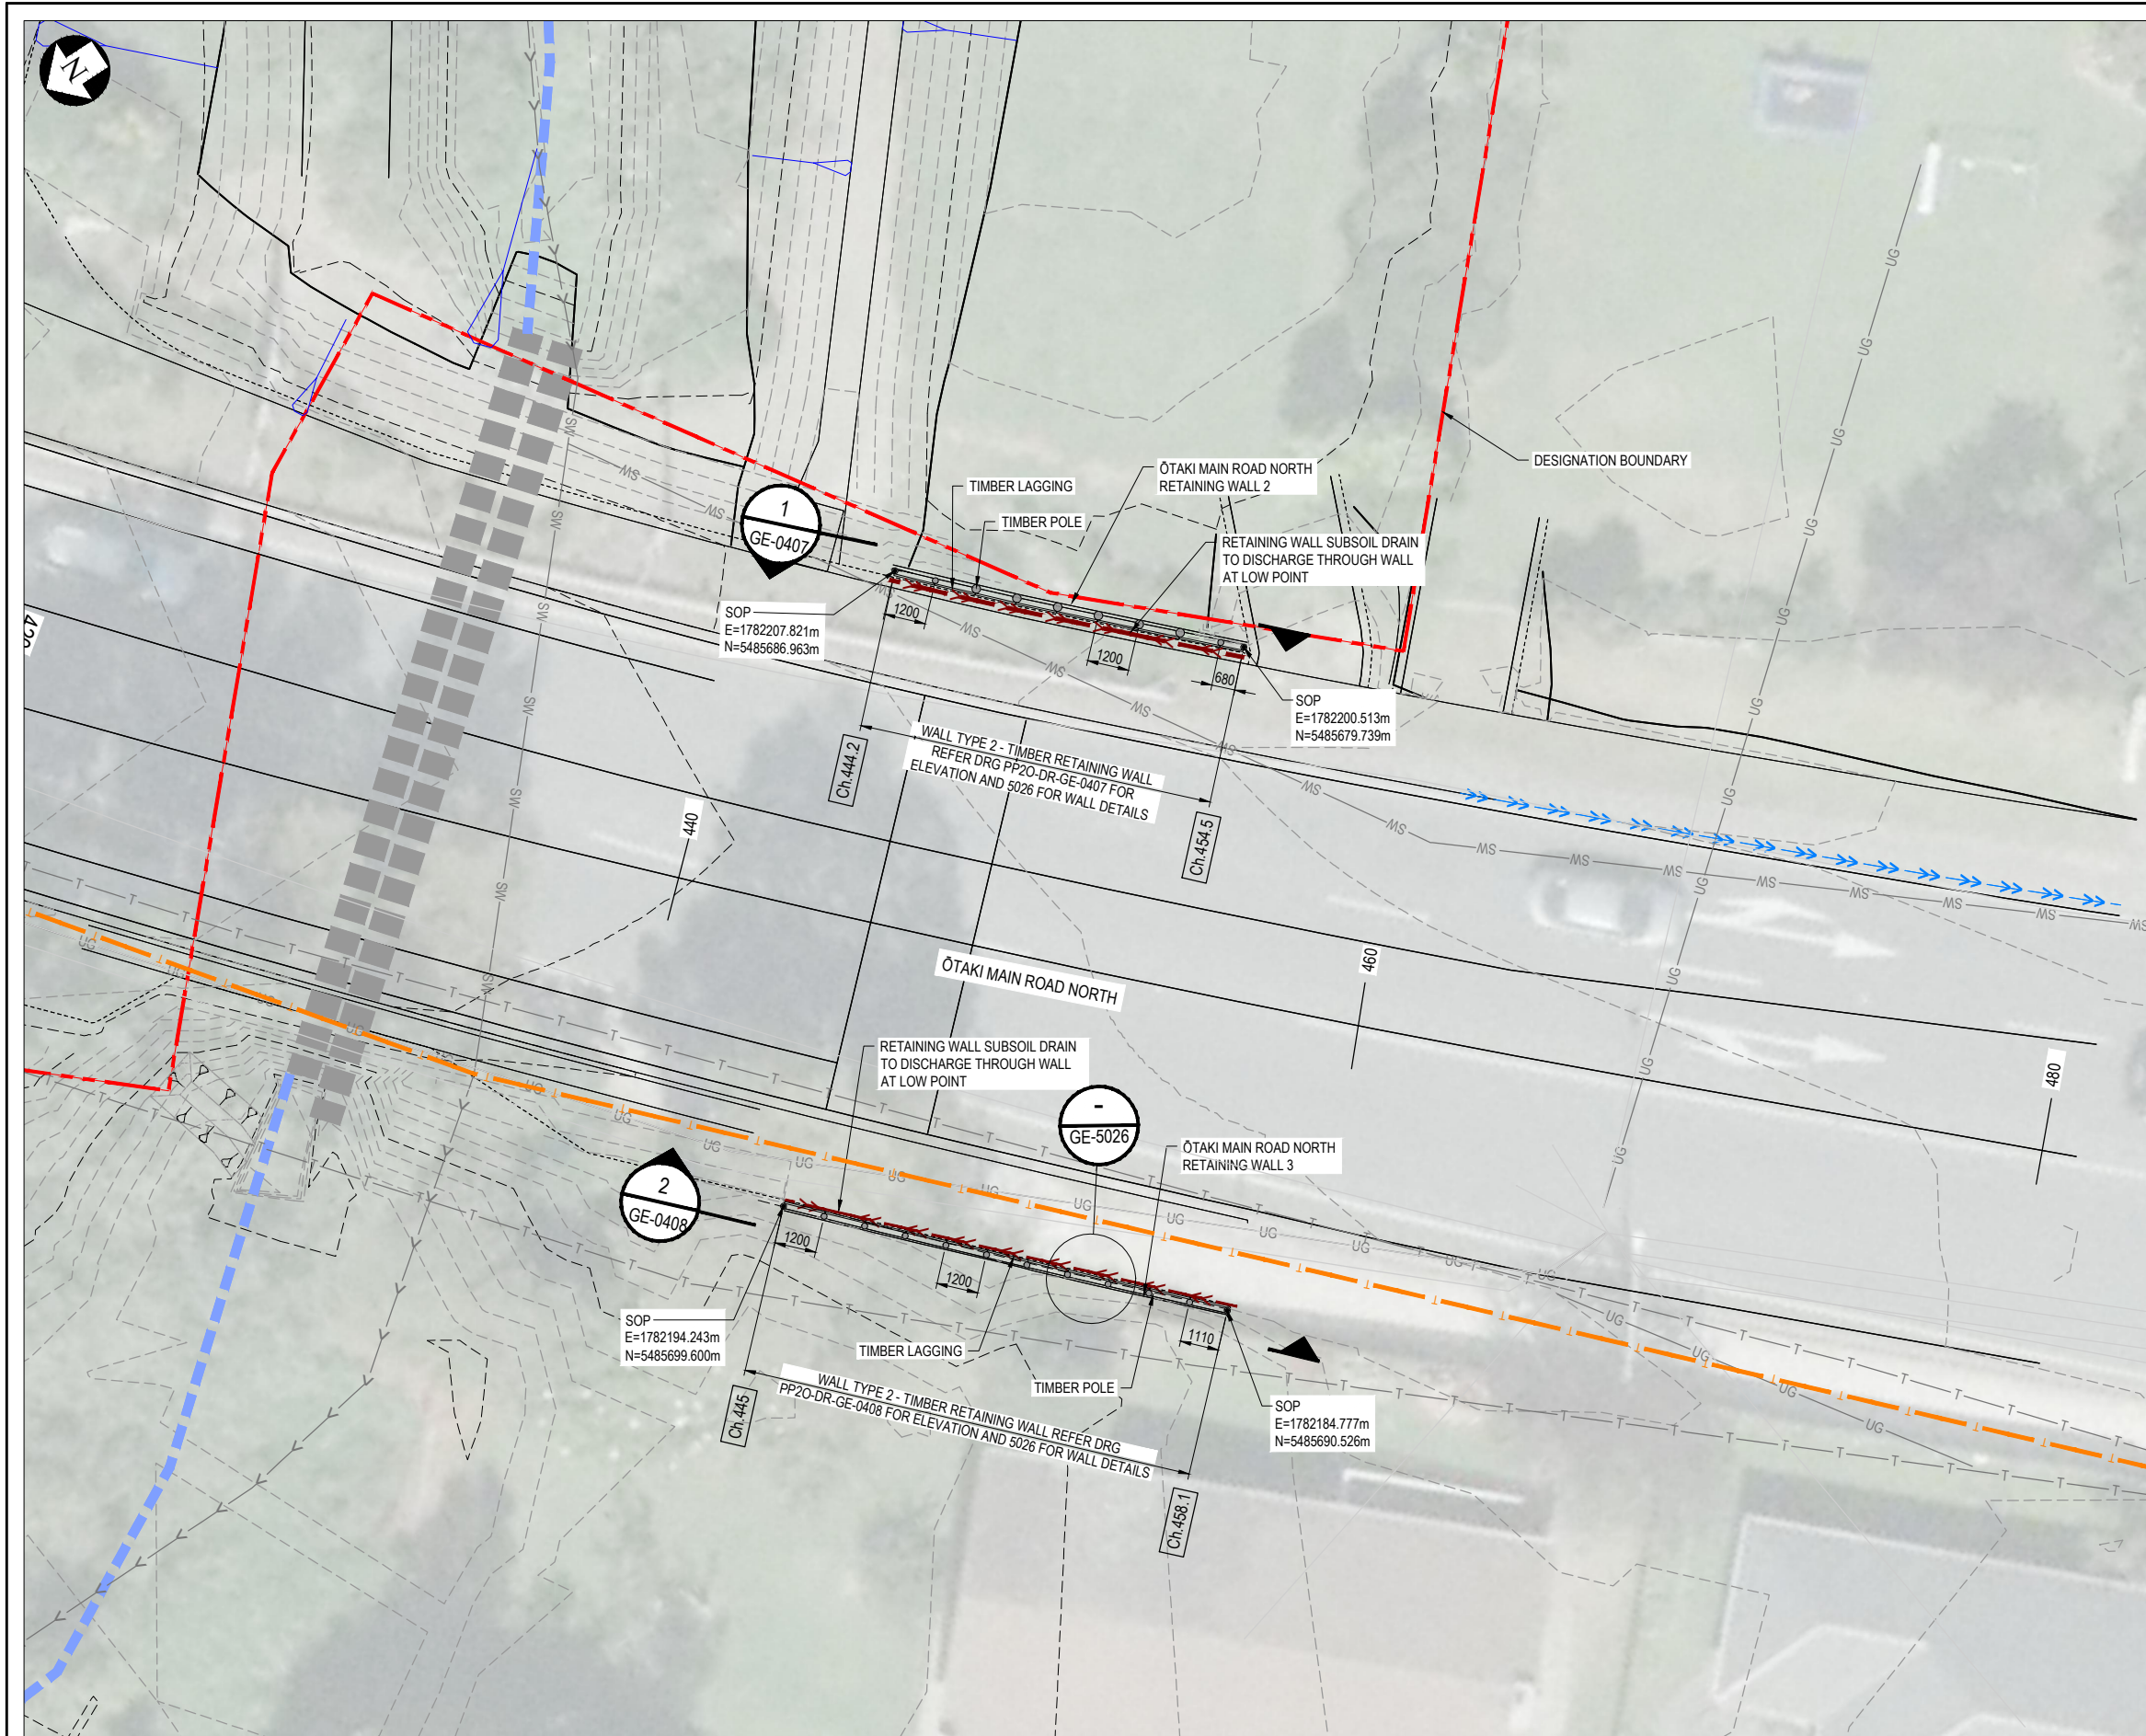 N
DESIGNATION BOUNDARY
ŌTAKI MAIN ROAD NORTH
RETAINING WALL 2
TIMBER LAGGING
TIMBER POLE
1
GE-0407
RETAINING WALL SUBSOIL DRAIN
TO DISCHARGE THROUGH WALL
AT LOW POINT
SOP
E=1782207.821m
N=5485686.963m
1200
1200
680
SOP
E=1782200.513m
N=5485679.739m
WALL TYPE 2 - TIMBER RETAINING WALL
REFER DRG PP2O-DR-GE-0407 FOR
ELEVATION AND 5026 FOR WALL DETAILS
Ch.444.2
Ch.454.5
440
460
480
ŌTAKI MAIN ROAD NORTH
RETAINING WALL SUBSOIL DRAIN
TO DISCHARGE THROUGH WALL
AT LOW POINT
-
GE-5026
ŌTAKI MAIN ROAD NORTH
RETAINING WALL 3
2
GE-0408
1200
1200
1110
SOP
E=1782194.243m
N=5485699.600m
TIMBER LAGGING
TIMBER POLE
WALL TYPE 2 - TIMBER RETAINING WALL REFER DRG
PP2O-DR-GE-0408 FOR ELEVATION AND 5026 FOR WALL DETAILS
Ch.445
Ch.458.1
SOP
E=1782184.777m
N=5485690.526m
SW
UG
T